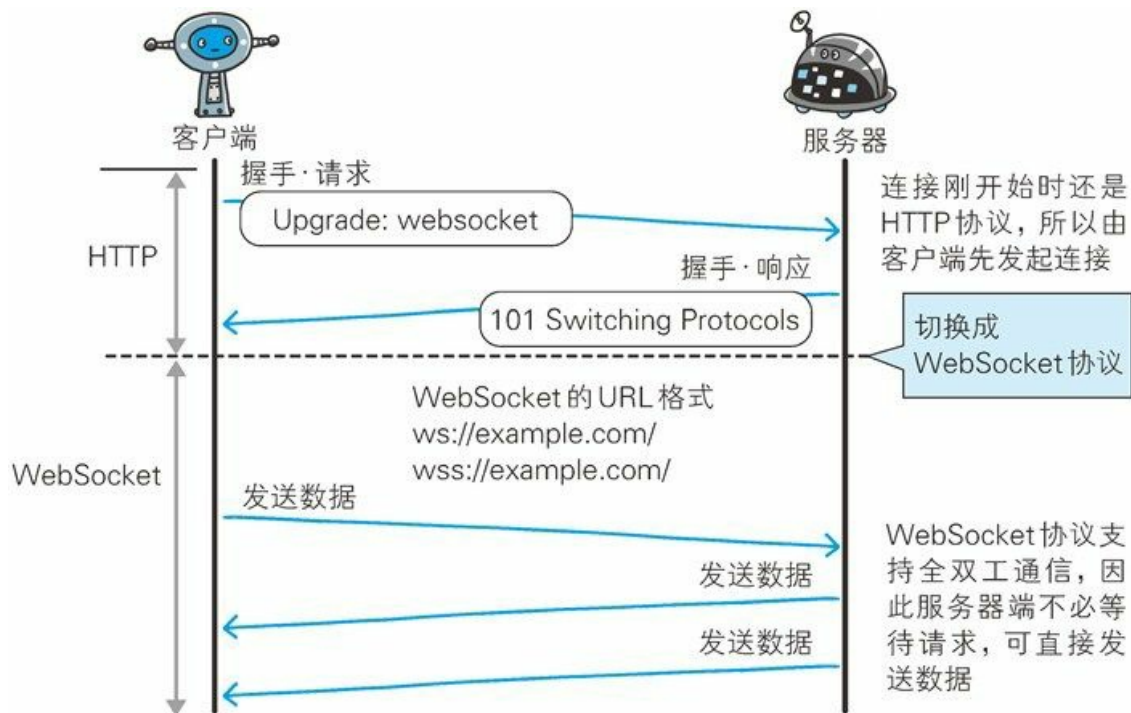 客户端
服务器
握手·请求
Upgrade: websocket
连接刚开始时还是
HTTP协议，所以由
客户端先发起连接
HTTP
握手·响应
101 Switching Protocols
切换成
WebSocket协议
WebSocket的URL格式
ws://example.com/
wss://example.com/
WebSocket
发送数据
WebSocket协议支
持全双工通信，因
此服务器端不必等
待请求，可直接发
送数据
发送数据
发送数据